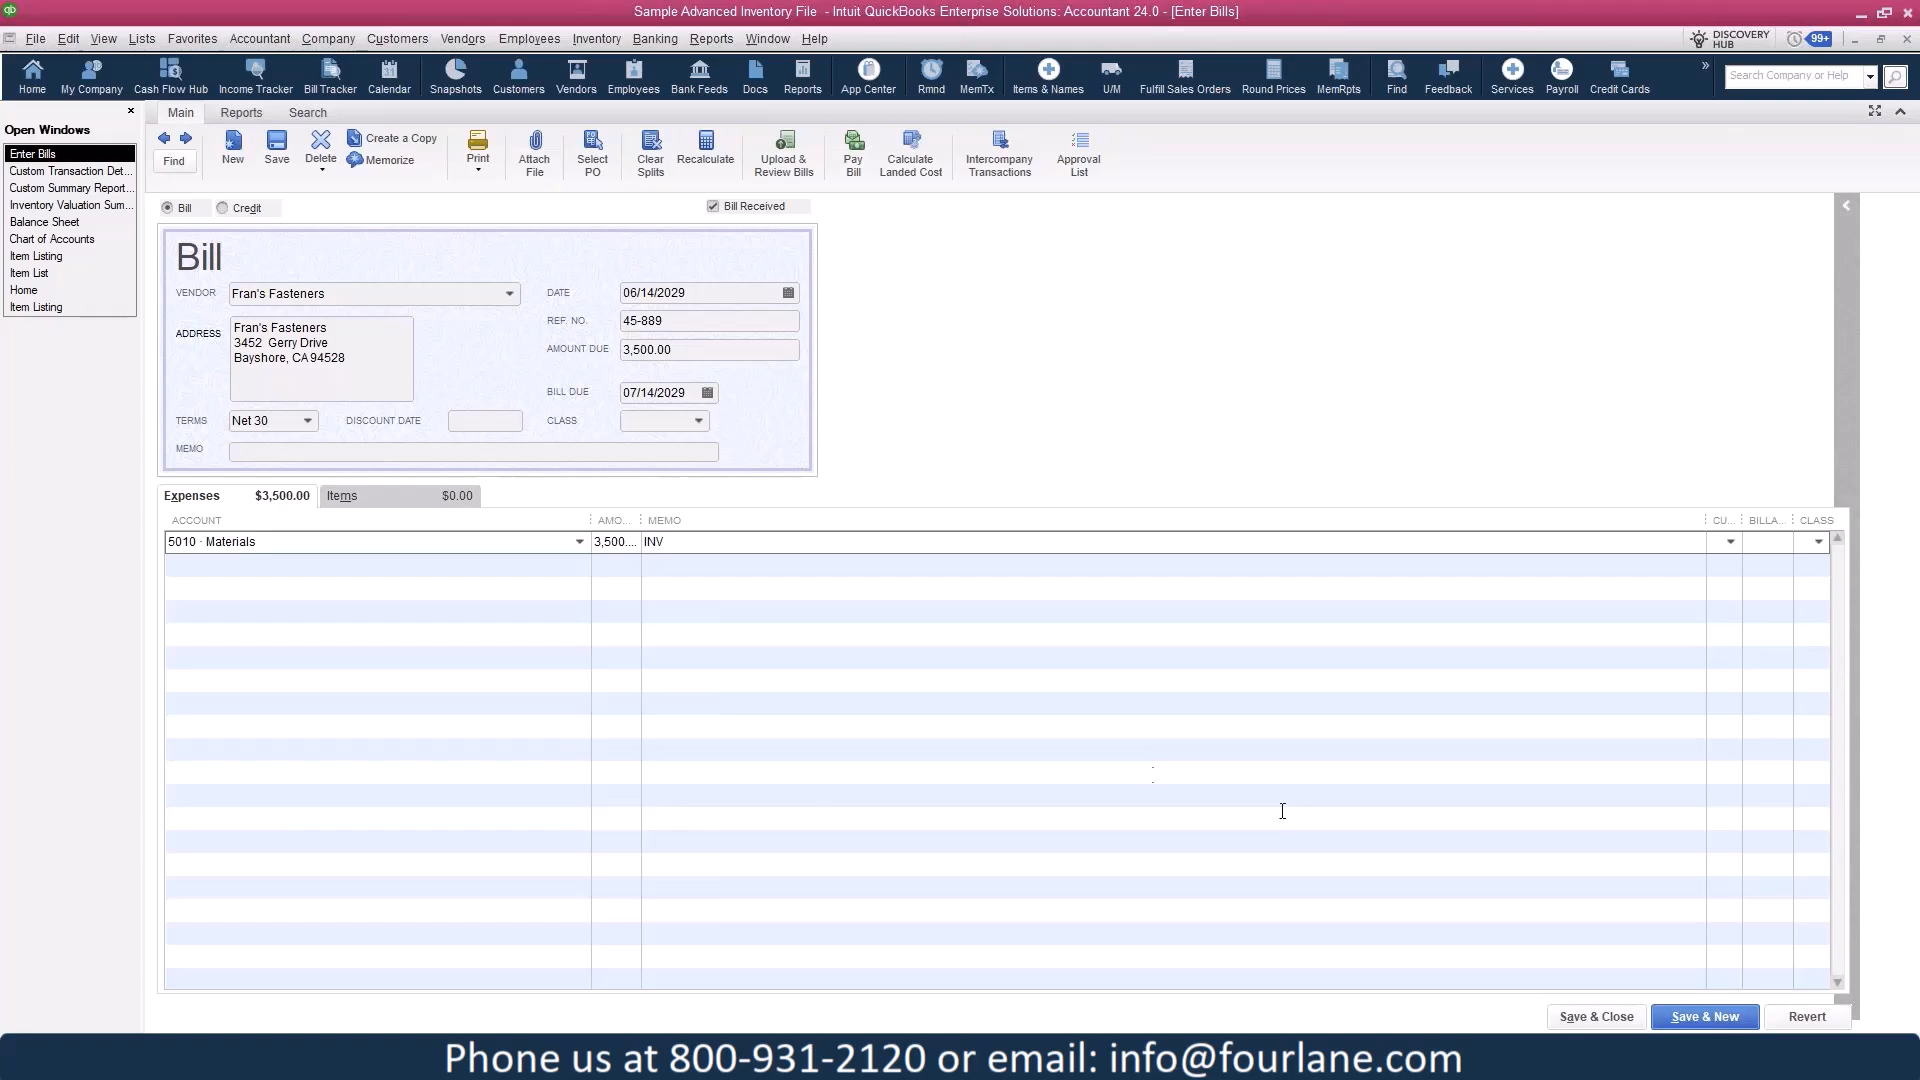 Sample Advanced Inventory File - Intuit QuickBooks Enterprise Solutions: Accountant 24.0 - [Enter Bills]
qb
File Edit View Lists Favorites Accountant Company Customers Vendors Employees Inventory Banking Reports Window Help
DISCOVERY HUB 99+
Home My Company Cash Flow Hub Income Tracker Bill Tracker Calendar Snapshots Customers Vendors Employees Bank Feeds Docs Reports App Center Rmnd MemTx Items & Names U/M Fulfill Sales Orders Round Prices MemRpts Find Feedback Services Payroll Credit Cards
Search Company or Help
Open Windows
Enter Bills
Custom Transaction Det...
Custom Summary Report...
Inventory Valuation Sum...
Balance Sheet
Chart of Accounts
Item Listing
Item List
Home
Item Listing
Main Reports Search
Find
New
Save
Delete
Create a Copy
Memorize
Print
Attach File
Select PO
Clear Splits
Recalculate
Upload & Review Bills
Pay Bill
Calculate Landed Cost
Intercompany Transactions
Approval List
Bill Credit Bill Received
Bill
VENDOR Fran's Fasteners DATE 06/14/2029
ADDRESS
Fran's Fasteners
3452 Gerry Drive
Bayshore, CA 94528
REF. NO. 45-889
AMOUNT DUE 3,500.00
BILL DUE 07/14/2029
TERMS Net 30 DISCOUNT DATE CLASS
MEMO
Expenses $3,500.00 Items $0.00
ACCOUNT AMO... MEMO CU... BILLA... CLASS
5010 · Materials 3,500.... INV
Save & Close Save & New Revert
Phone us at 800-931-2120 or email: info@fourlane.com